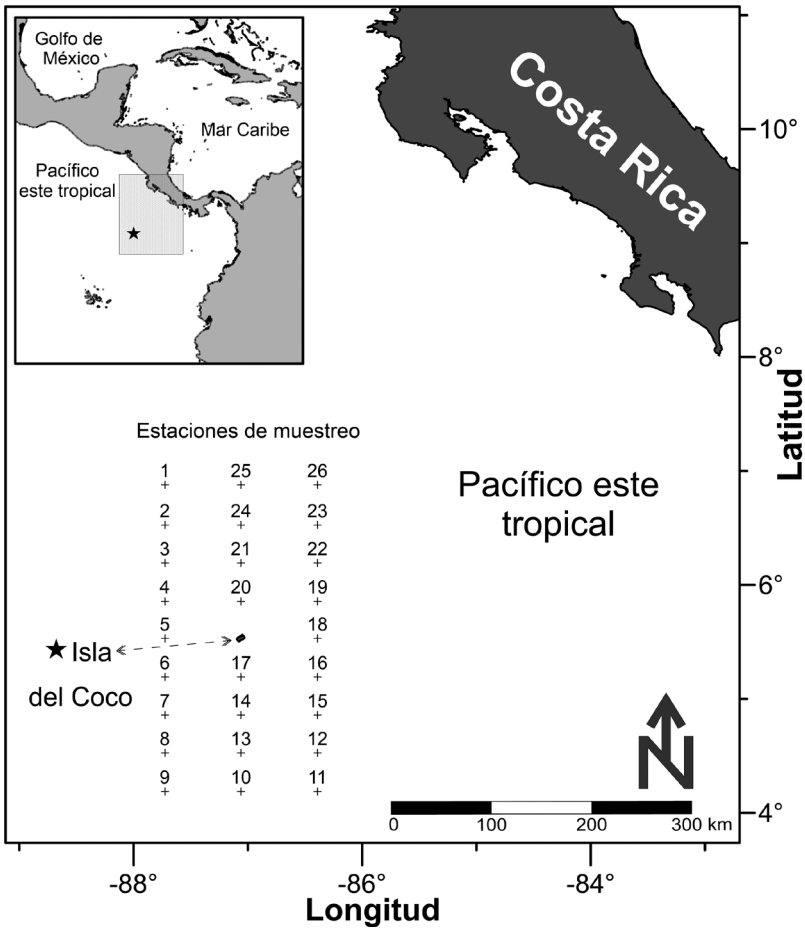 Golfo de
México
Mar Caribe
Pacífico
este tropical
Costa Rica
10°
8°
6°
4°
Latitud
Estaciones de muestreo
1 25 26
2 24 23
3 21 22
4 20 19
5 18
6 17 16
7 14 15
8 13 12
9 10 11
Isla
del Coco
Pacífico este
tropical
N
0 100 200 300 km
-88° -86° -84°
Longitud